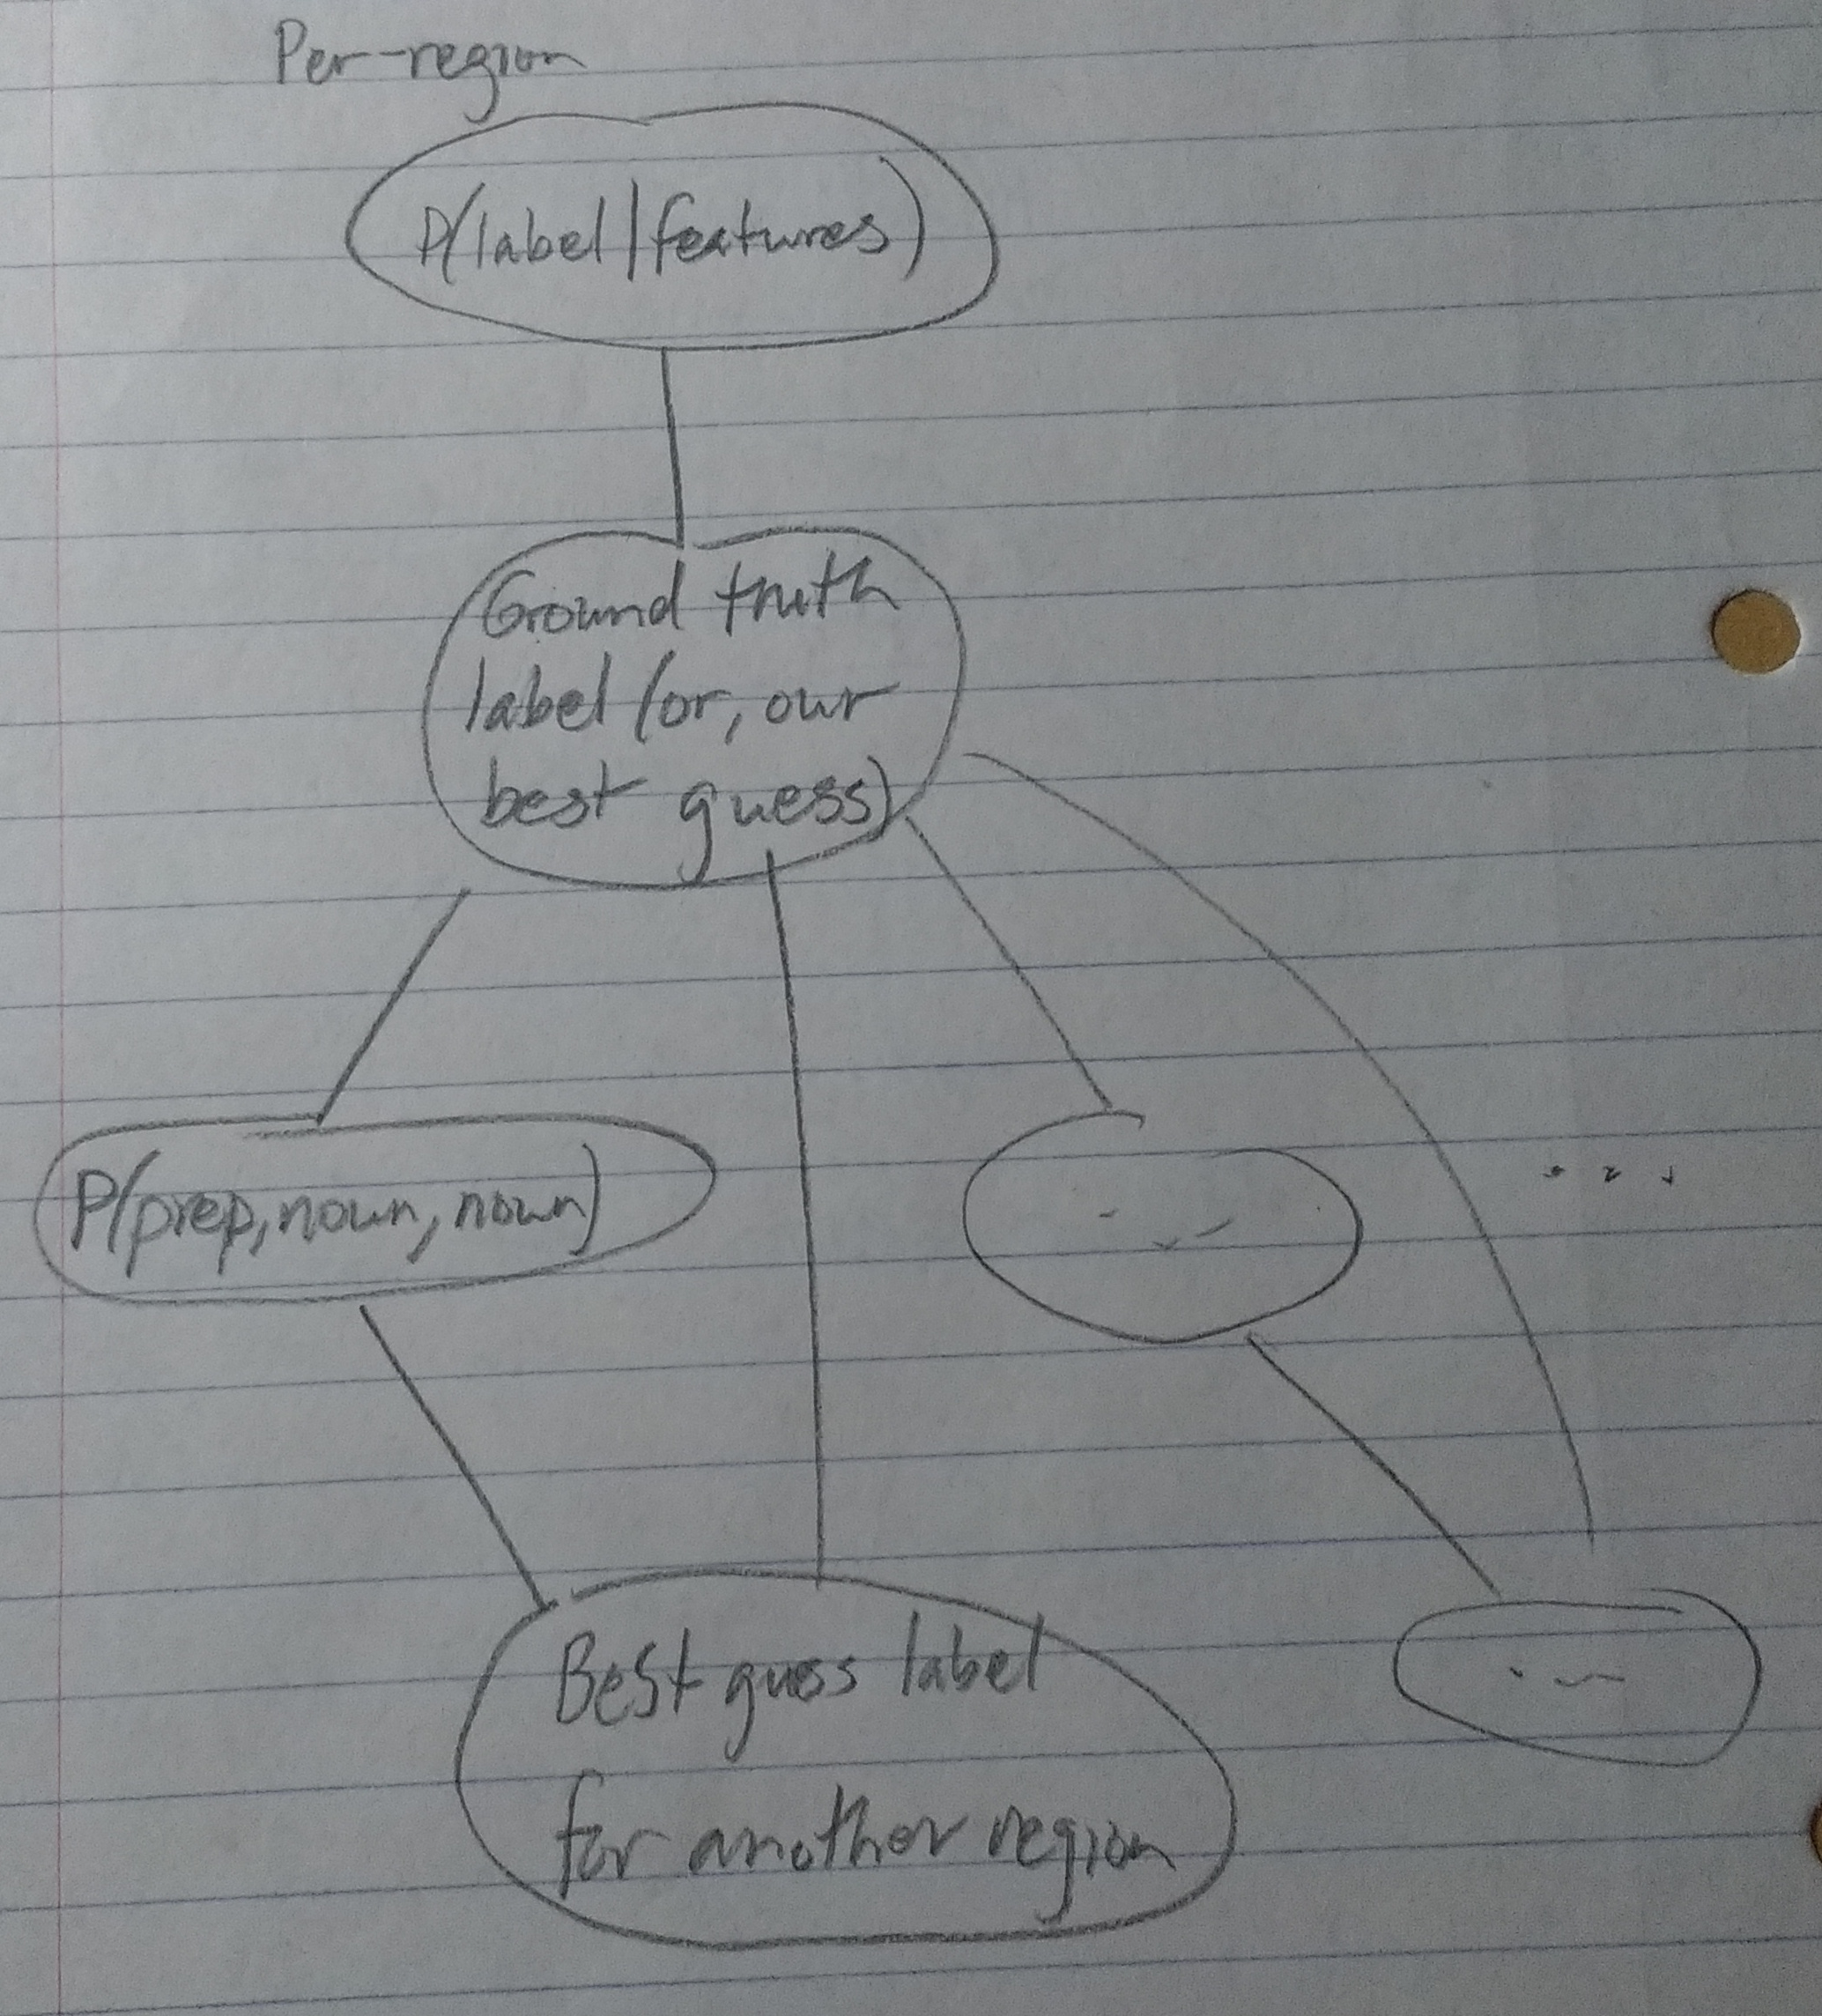 Per-region
P(label|features)
Ground truth
label (or, our
best guess)
P(prep, noun, noun)
...
Best guess label
for another region